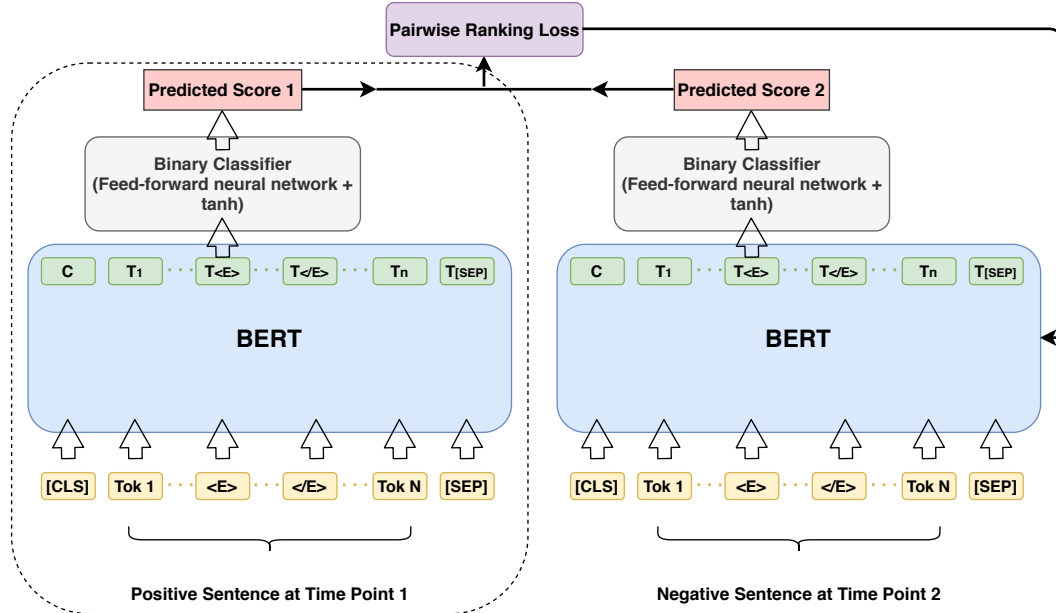 Pairwise Ranking Loss
Predicted Score 1
Predicted Score 2
Binary Classifier
(Feed-forward neural network +
tanh)
Binary Classifier
(Feed-forward neural network +
tanh)
C T1 T<E> T</E> Tn T[SEP]
C T1 T<E> T</E> Tn T[SEP]
BERT
BERT
[CLS] Tok 1 <E> </E> Tok N [SEP]
[CLS] Tok 1 <E> </E> Tok N [SEP]
Positive Sentence at Time Point 1
Negative Sentence at Time Point 2